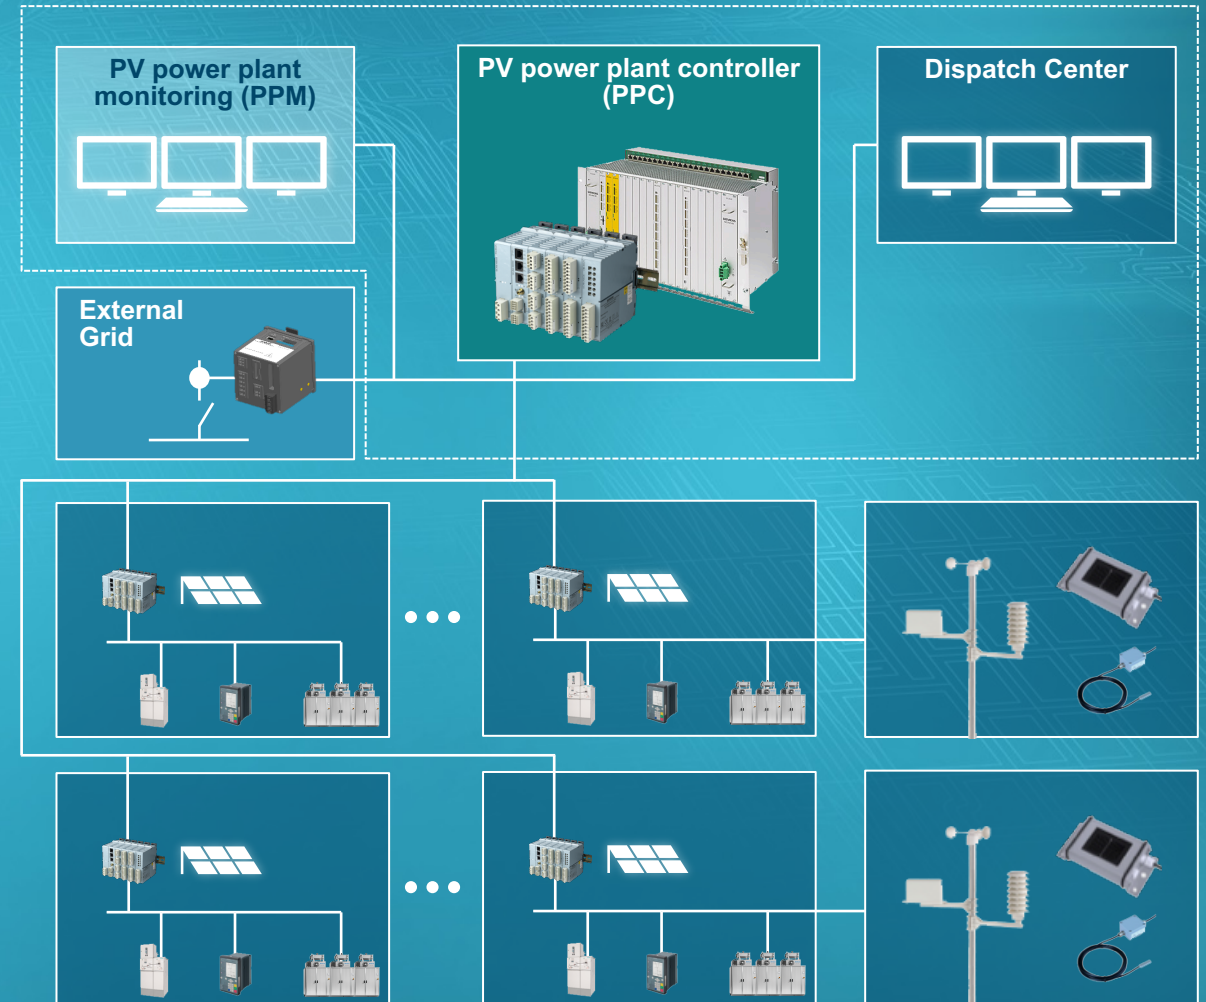 PV power plant
monitoring (PPM)
PV power plant controller
(PPC)
Dispatch Center
External
Grid